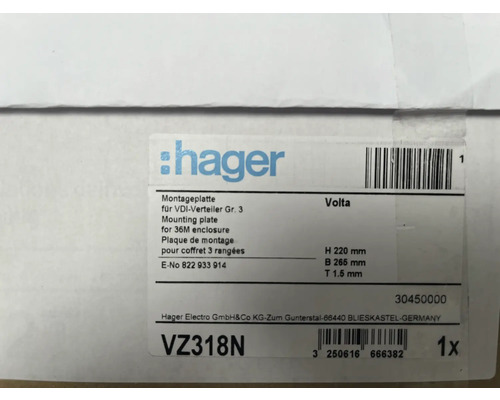 :hager
1
Montageplatte
für VDI-Verteiler Gr. 3
Mounting plate
for 36M enclosure
Plaque de montage
pour coffret 3 rangées
E-No 822 933 914
Volta
H 220 mm
B 265 mm
T 1.5 mm
30450000
Hager Electro GmbH&Co KG-Zum Gunterstal-66440 BLIESKASTEL-GERMANY
VZ318N
3 250616 666382
1x